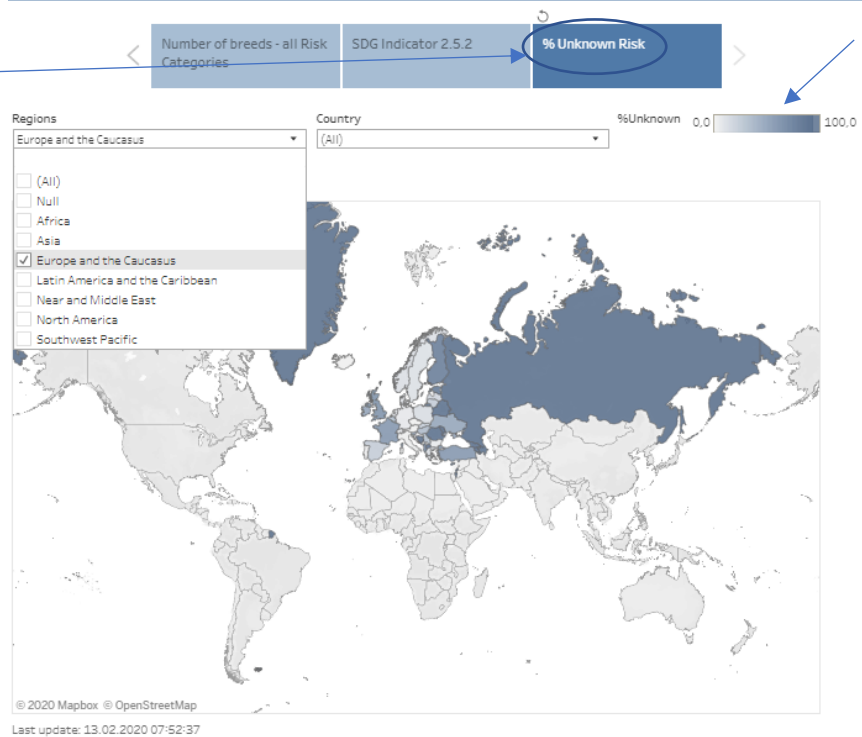 Number of breeds - all Risk
Categories
SDG Indicator 2.5.2
% Unknown Risk
Regions
Country
%Unknown
0,0
100,0
Europe and the Caucasus
(All)
(All)
Null
Africa
Asia
Europe and the Caucasus
Latin America and the Caribbean
Near and Middle East
North America
Southwest Pacific
© 2020 Mapbox © OpenStreetMap
Last update: 13.02.2020 07:52:37